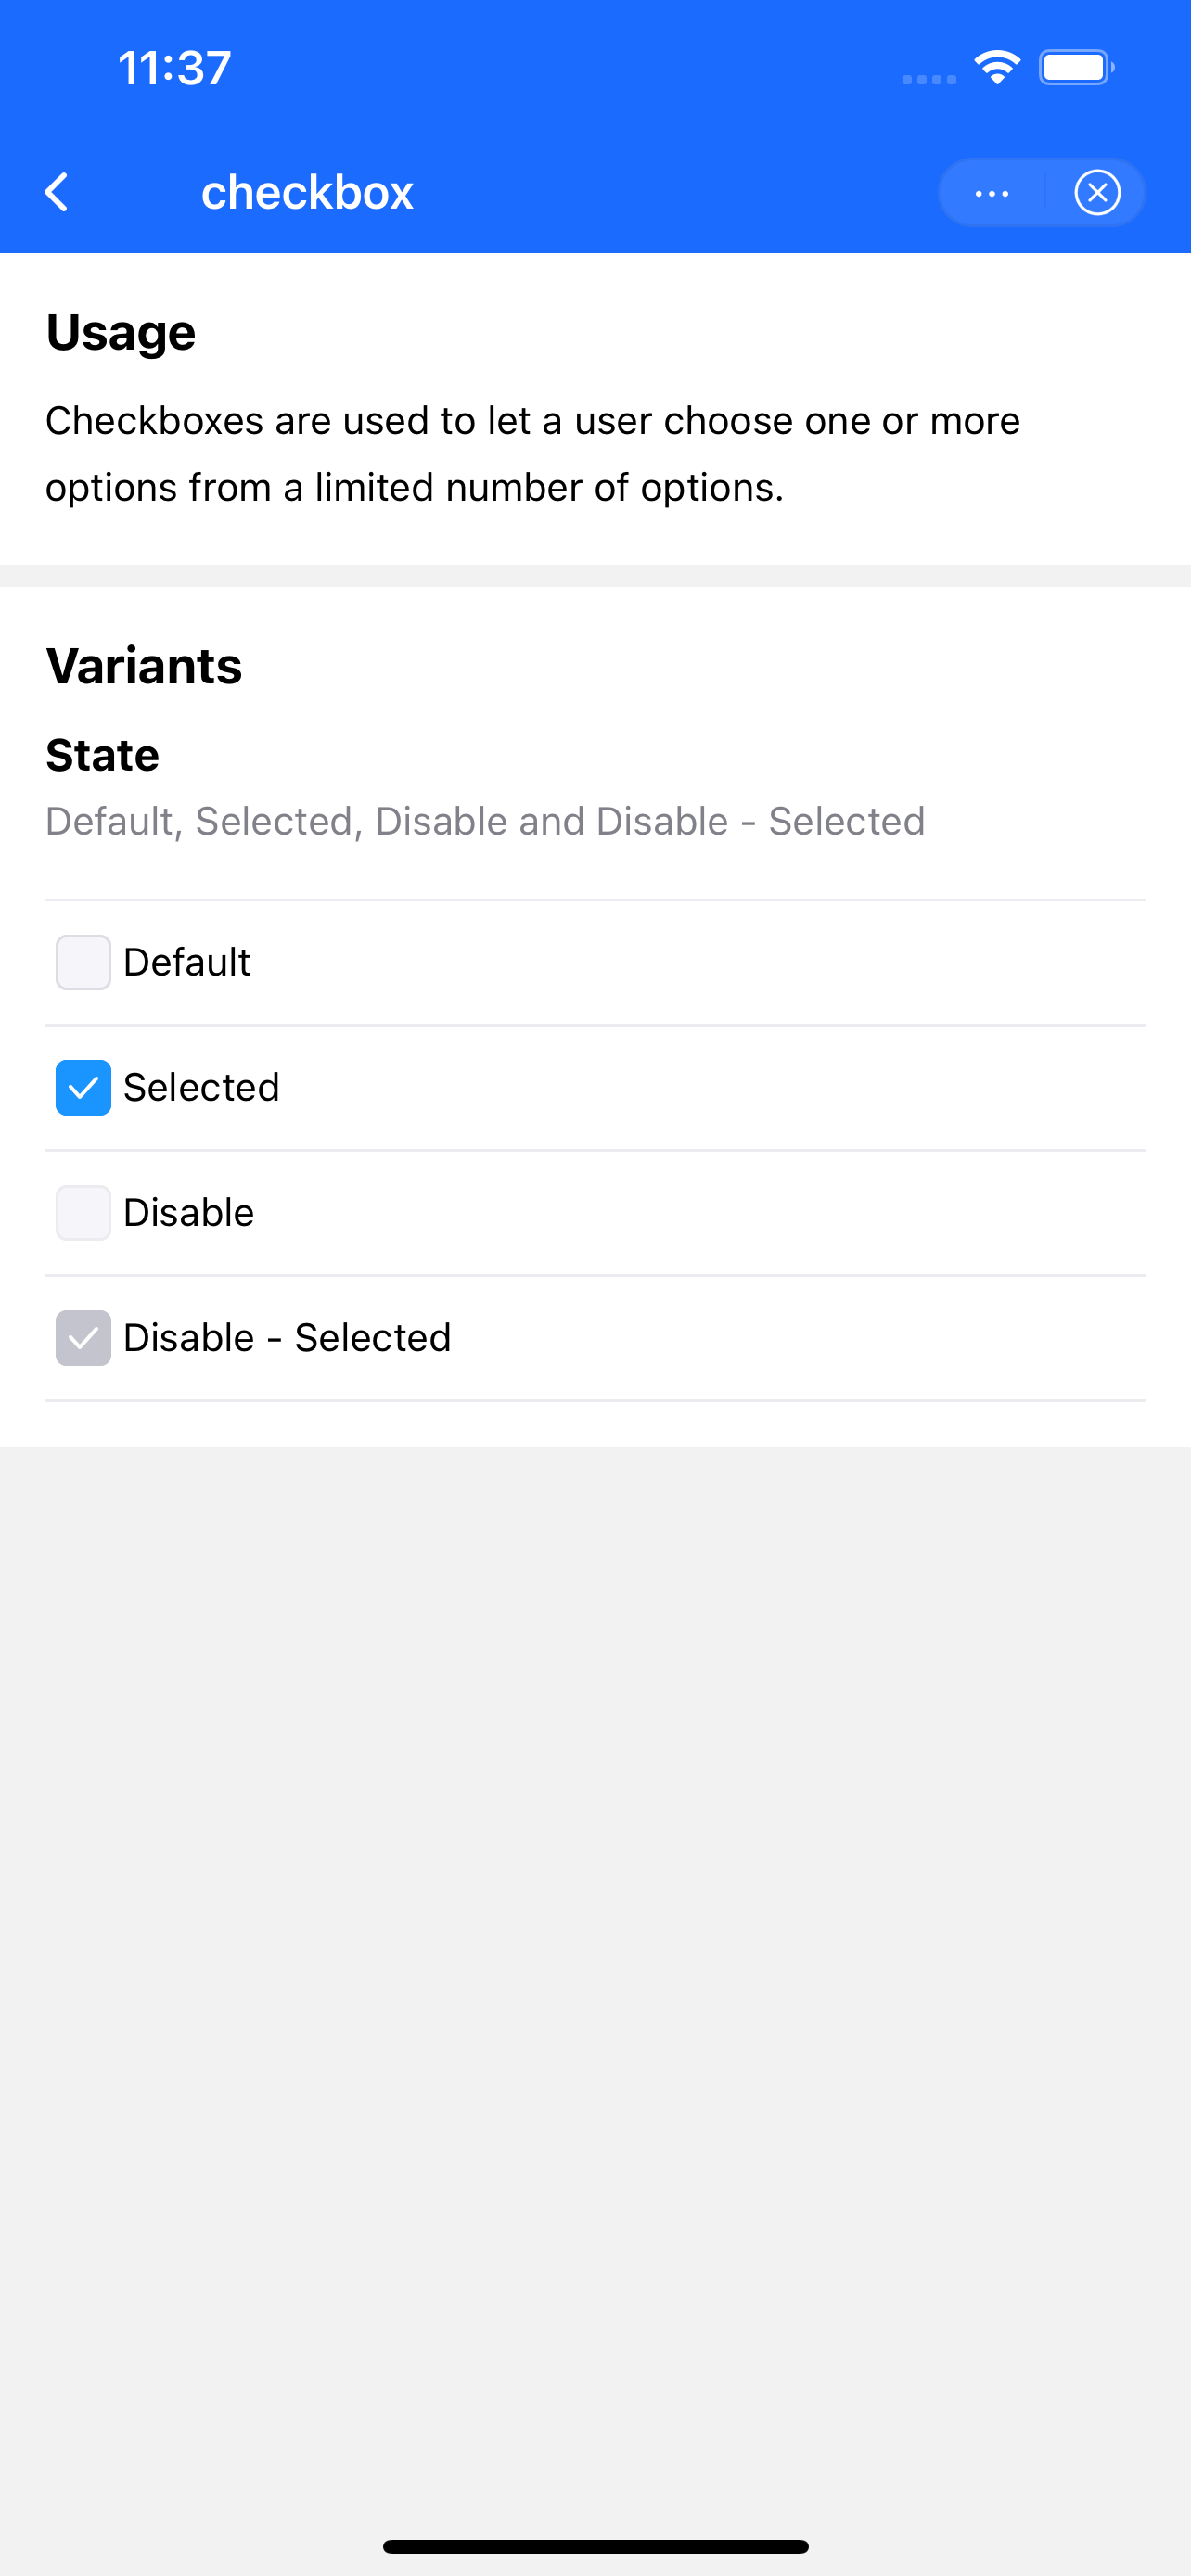 11:37
checkbox
Usage
Checkboxes are used to let a user choose one or more
options from a limited number of options.
Variants
State
Default, Selected, Disable and Disable - Selected
Default
Selected
Disable
Disable - Selected